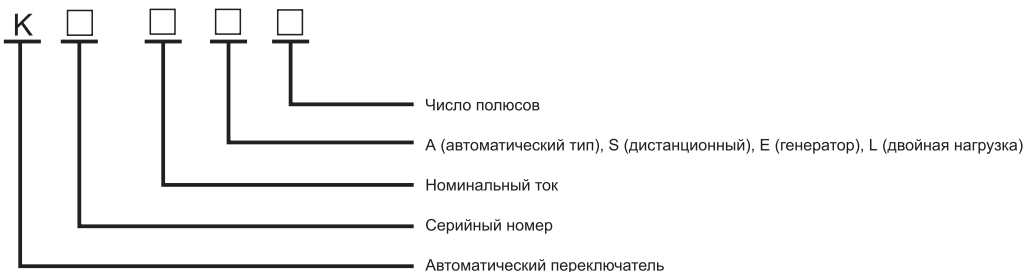 K □ □ □ □
Число полюсов
А (автоматический тип), S (дистанционный), Е (генератор), L (двойная нагрузка)
Номинальный ток
Серийный номер
Автоматический переключатель